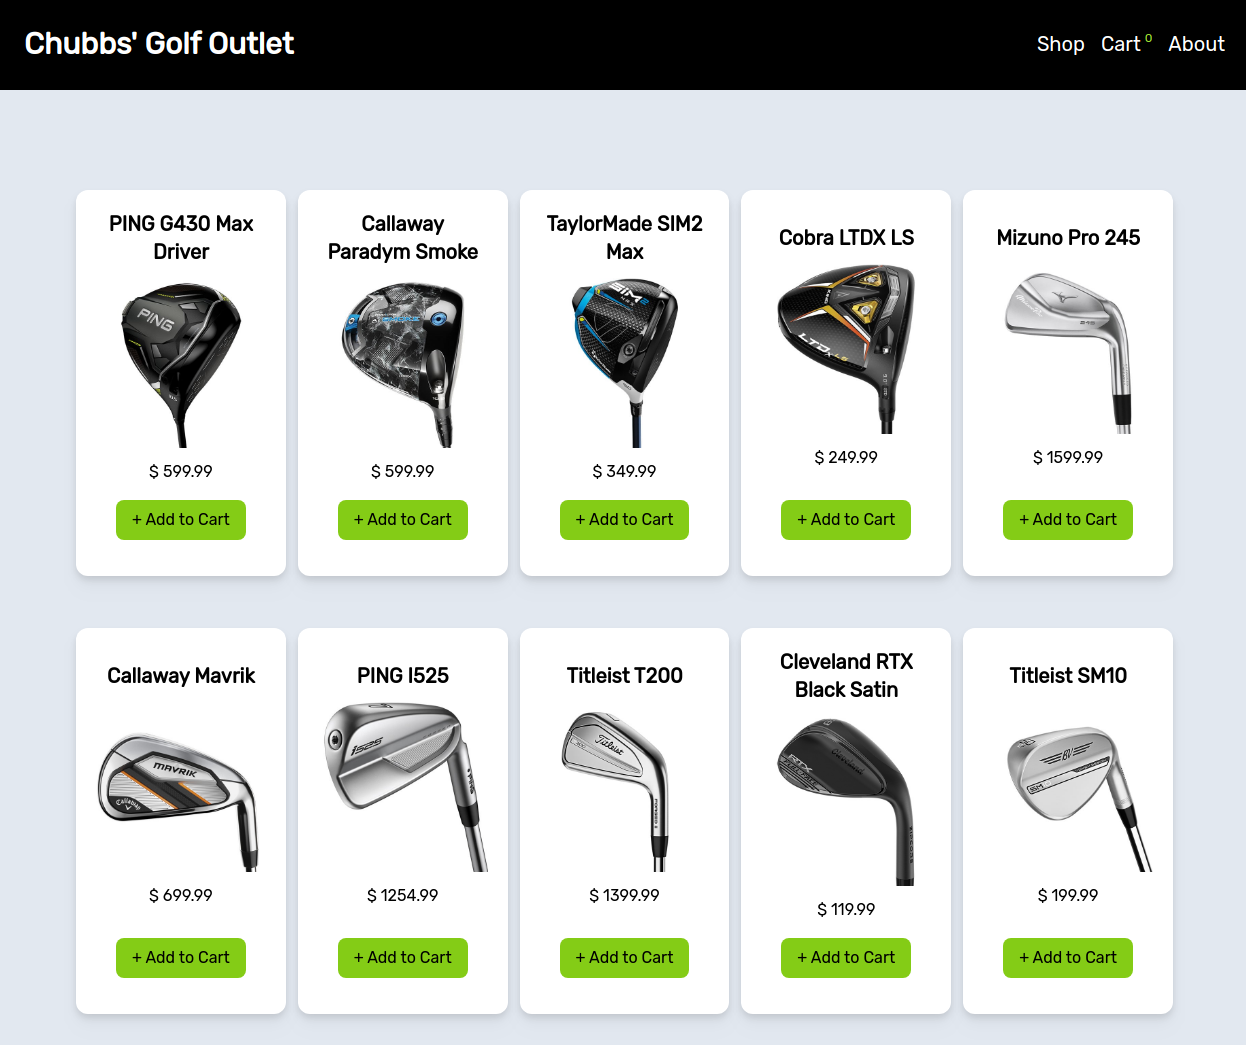 Chubbs' Golf Outlet
Shop Cart 0 About
PING G430 Max
Driver
PING
$ 599.99
+ Add to Cart
Callaway
Paradym Smoke
$ 599.99
+ Add to Cart
TaylorMade SIM2
Max
SIM2
MAX
$ 349.99
+ Add to Cart
Cobra LTDX LS
LTDx LS
$ 249.99
+ Add to Cart
Mizuno Pro 245
245
$ 1599.99
+ Add to Cart
Callaway Mavrik
MAVRIK
Callaway
$ 699.99
+ Add to Cart
PING I525
i525
$ 1254.99
+ Add to Cart
Titleist T200
Titleist
$ 1399.99
+ Add to Cart
Cleveland RTX
Black Satin
Cleveland
RTX
$ 119.99
+ Add to Cart
Titleist SM10
BV
$ 199.99
+ Add to Cart